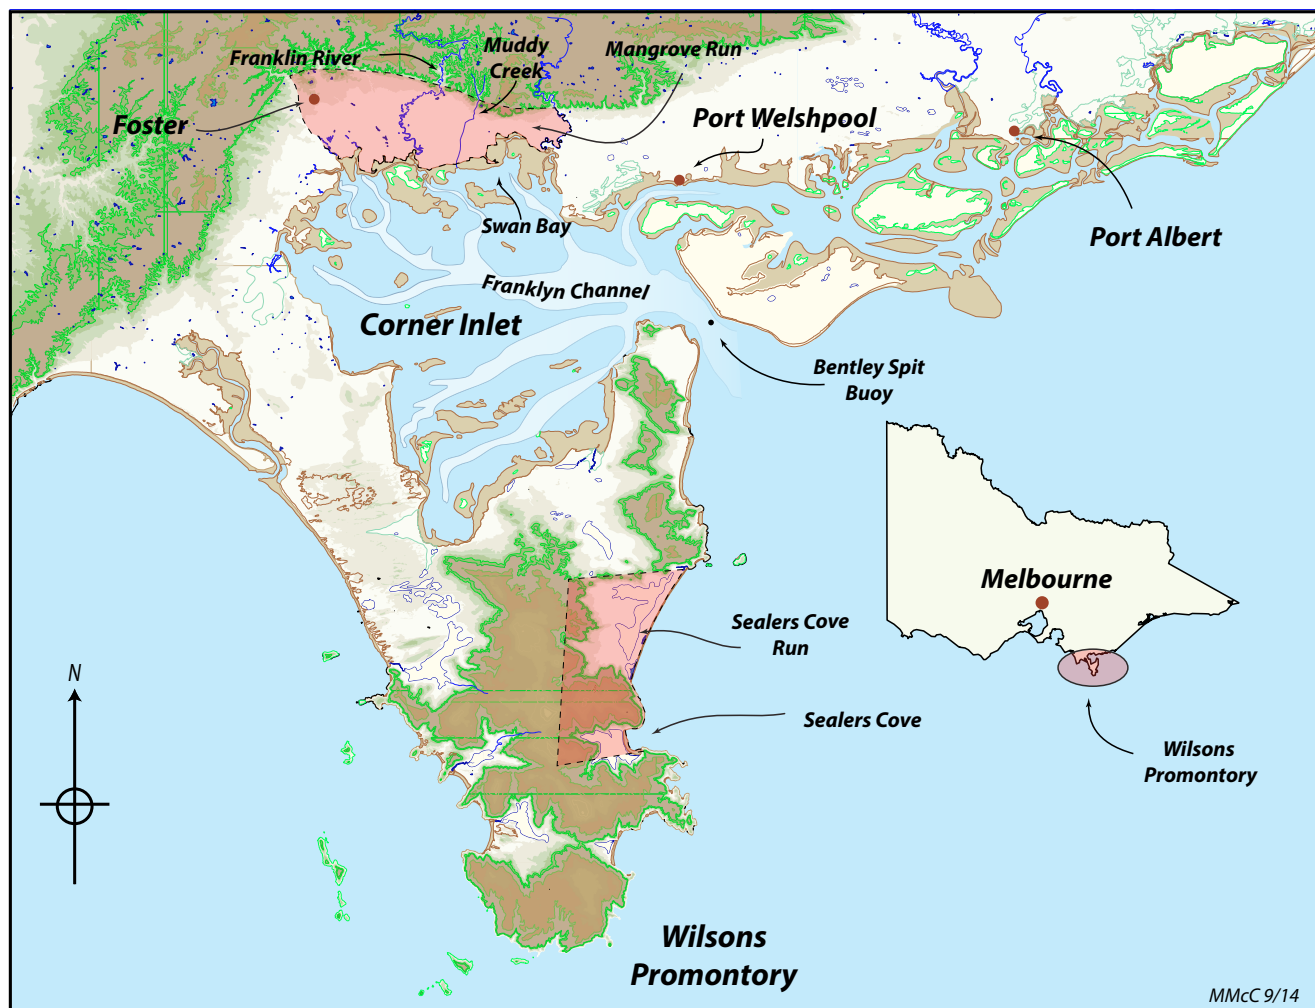 Franklin River
Muddy
Creek
Mangrove Run
Foster
Port Welshpool
Swan Bay
Port Albert
Franklyn Channel
Corner Inlet
Bentley Spit
Buoy
Melbourne
Sealers Cove
Run
N
Sealers Cove
Wilsons
Promontory
Wilsons
Promontory
MMcC 9/14